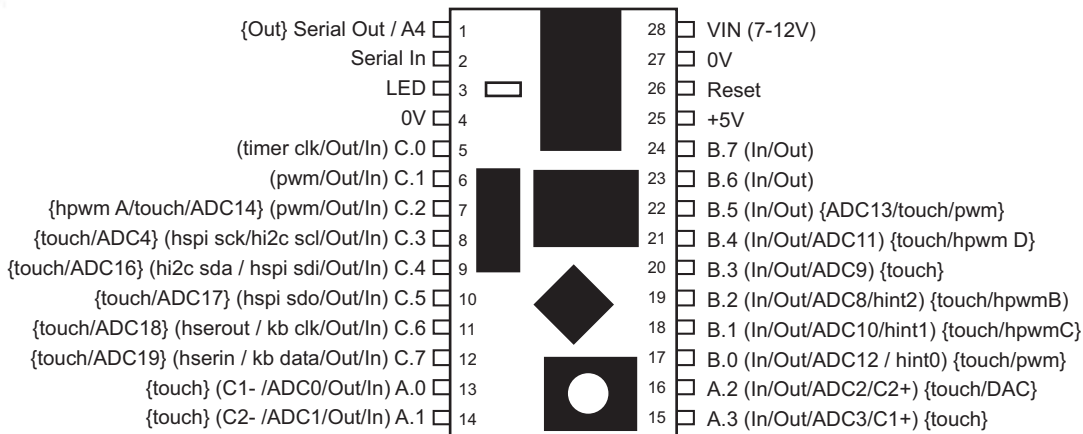 {Out} Serial Out / A4 1 28 VIN (7-12V)
Serial In 2 27 0V
LED 3 26 Reset
0V 4 25 +5V
(timer clk/Out/In) C.0 5 24 B.7 (In/Out)
(pwm/Out/In) C.1 6 23 B.6 (In/Out)
{hpwm A/touch/ADC14} (pwm/Out/In) C.2 7 22 B.5 (In/Out) {ADC13/touch/pwm}
{touch/ADC4} (hspi sck/hi2c scl/Out/In) C.3 8 21 B.4 (In/Out/ADC11) {touch/hpwm D}
{touch/ADC16} (hi2c sda / hspi sdi/Out/In) C.4 9 20 B.3 (In/Out/ADC9) {touch}
{touch/ADC17} (hspi sdo/Out/In) C.5 10 19 B.2 (In/Out/ADC8/hint2) {touch/hpwmB)
{touch/ADC18} (hserout / kb clk/Out/In) C.6 11 18 B.1 (In/Out/ADC10/hint1) {touch/hpwmC}
{touch/ADC19} (hserin / kb data/Out/In) C.7 12 17 B.0 (In/Out/ADC12 / hint0) {touch/pwm}
{touch} (C1- /ADC0/Out/In) A.0 13 16 A.2 (In/Out/ADC2/C2+) {touch/DAC}
{touch} (C2- /ADC1/Out/In) A.1 14 15 A.3 (In/Out/ADC3/C1+) {touch}